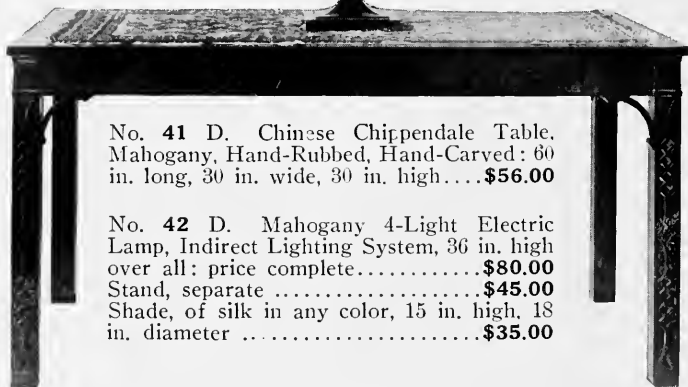 No. 41 D. Chinese Chippendale Table,
Mahogany, Hand-Rubbed, Hand-Carved: 60
in. long, 30 in. wide, 30 in. high....$56.00
No. 42 D. Mahogany 4-Light Electric
Lamp, Indirect Lighting System, 36 in. high
over all: price complete............$80.00
Stand, separate ....................$45.00
Shade, of silk in any color, 15 in. high, 18
in. diameter .......................$35.00